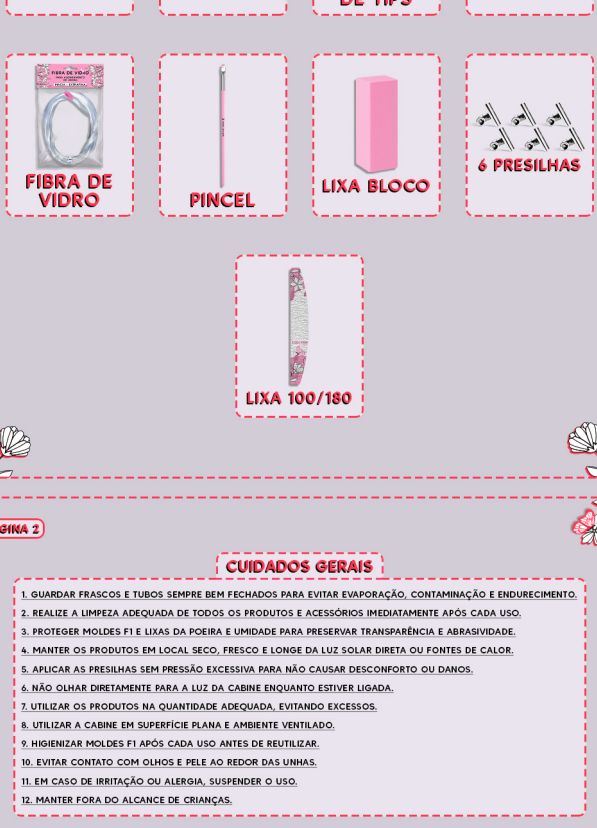 DE TIPS
FIBRA DE VIDRO
FIBRA DE
VIDRO
PINCEL
LIXA BLOCO
6 PRESILHAS
LIXA 100/180
GINA 2
CUIDADOS GERAIS
1. GUARDAR FRASCOS E TUBOS SEMPRE BEM FECHADOS PARA EVITAR EVAPORAÇÃO, CONTAMINAÇÃO E ENDURECIMENTO.
2. REALIZE A LIMPEZA ADEQUADA DE TODOS OS PRODUTOS E ACESSÓRIOS IMEDIATAMENTE APÓS CADA USO.
3. PROTEGER MOLDES F1 E LIXAS DA POEIRA E UMIDADE PARA PRESERVAR TRANSPARÊNCIA E ABRASIVIDADE.
4. MANTER OS PRODUTOS EM LOCAL SECO, FRESCO E LONGE DA LUZ SOLAR DIRETA OU FONTES DE CALOR.
5. APLICAR AS PRESILHAS SEM PRESSÃO EXCESSIVA PARA NÃO CAUSAR DESCONFORTO OU DANOS.
6. NÃO OLHAR DIRETAMENTE PARA A LUZ DA CABINE ENQUANTO ESTIVER LIGADA.
7. UTILIZAR OS PRODUTOS NA QUANTIDADE ADEQUADA, EVITANDO EXCESSOS.
8. UTILIZAR A CABINE EM SUPERFÍCIE PLANA E AMBIENTE VENTILADO.
9. HIGIENIZAR MOLDES F1 APÓS CADA USO ANTES DE REUTILIZAR.
10. EVITAR CONTATO COM OLHOS E PELE AO REDOR DAS UNHAS.
11. EM CASO DE IRRITAÇÃO OU ALERGIA, SUSPENDER O USO.
12. MANTER FORA DO ALCANCE DE CRIANÇAS.